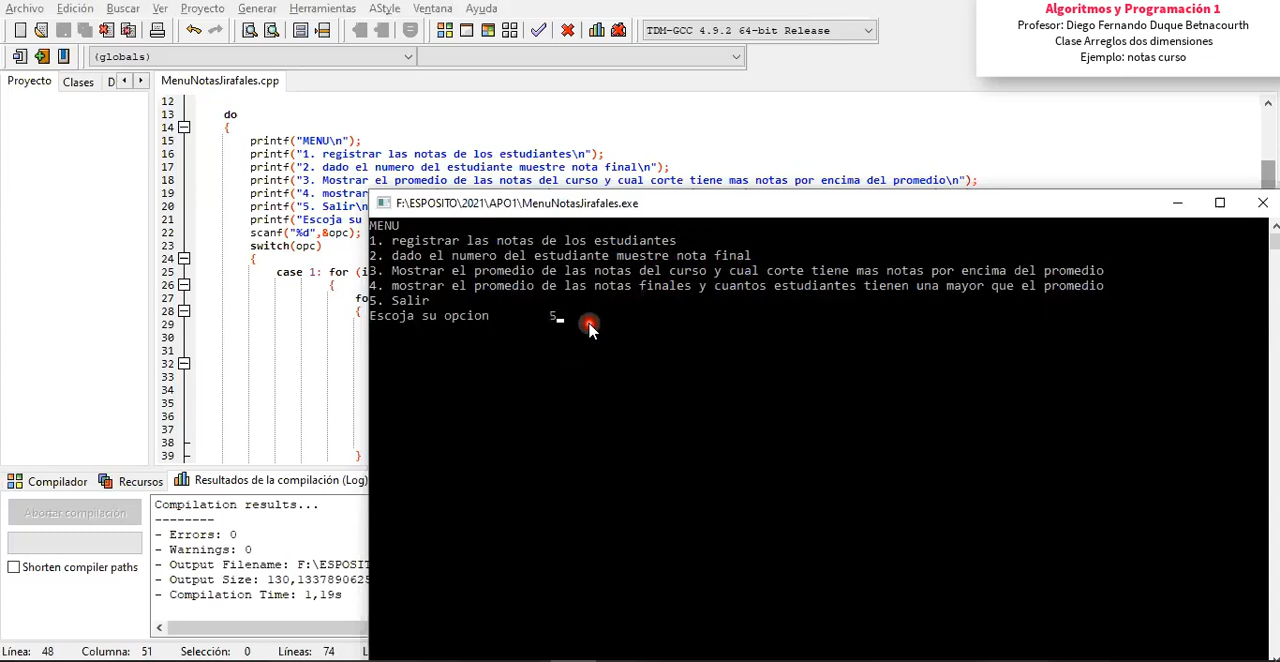 Archivo Edición Buscar Ver Proyecto Generar Herramientas AStyle Ventana Ayuda
TDM-GCC 4.9.2 64-bit Release
(globals)
Algoritmos y Programación 1
Profesor: Diego Fernando Duque Betnacourth
Clase Arreglos dos dimensiones
Ejemplo: notas curso
Proyecto Clases D
MenuNotasJirafales.cpp
12
13 do
14 {
15 printf("MENU\n");
16 printf("1. registrar las notas de los estudiantes\n");
17 printf("2. dado el numero del estudiante muestre nota final\n");
18 printf("3. Mostrar el promedio de las notas del curso y cual corte tiene mas notas por encima del promedio\n");
19 printf("4. mostrar
20 printf("5. Salir\n
21 printf("Escoja su
22 scanf("%d",&opc);
23 switch(opc)
24 {
25 case 1: for (i
26 {
27 fo
28 {
29
30
31
32
33
34
35
36
37
38
39 }
F:\ESPOSITO\2021\APO1\MenuNotasJirafales.exe
MENU
1. registrar las notas de los estudiantes
2. dado el numero del estudiante muestre nota final
3. Mostrar el promedio de las notas del curso y cual corte tiene mas notas por encima del promedio
4. mostrar el promedio de las notas finales y cuantos estudiantes tienen una mayor que el promedio
5. Salir
Escoja su opcion 5
Compilador Recursos Resultados de la compilación (Log)
Abortar compilación
Shorten compiler paths
Compilation results...
--------
- Errors: 0
- Warnings: 0
- Output Filename: F:\ESPOSIT
- Output Size: 130,1337890625
- Compilation Time: 1,19s
Línea: 48 Columna: 51 Selección: 0 Líneas: 74